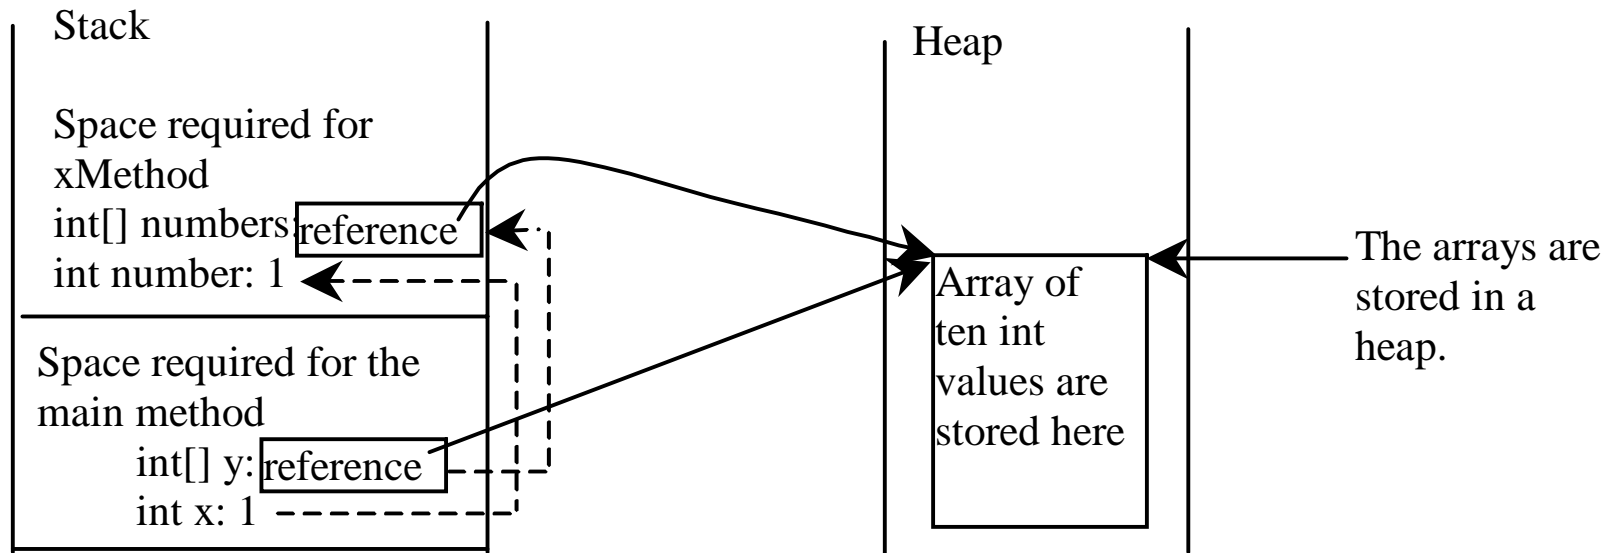 Stack
Space required for
xMethod
int[] numbers:
reference
int number: 1
Space required for the
main method
int[] y:
reference
int x: 1
Heap
Array of
ten int
values are
stored here
The arrays are
stored in a
heap.